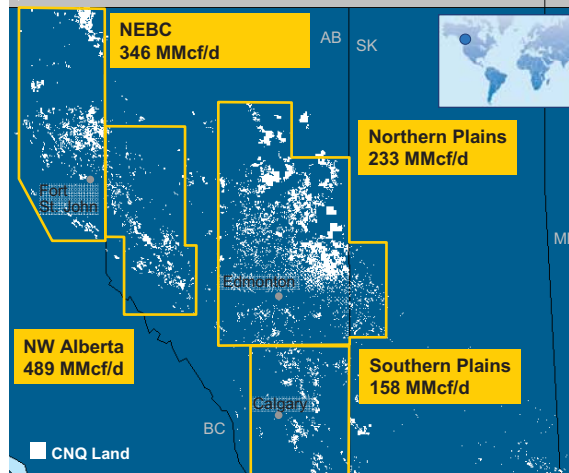 NEBC
346 MMcf/d
AB
SK
Northern Plains
233 MMcf/d
Fort
St. John
Edmonton
NW Alberta
489 MMcf/d
Southern Plains
158 MMcf/d
Calgary
BC
CNQ Land